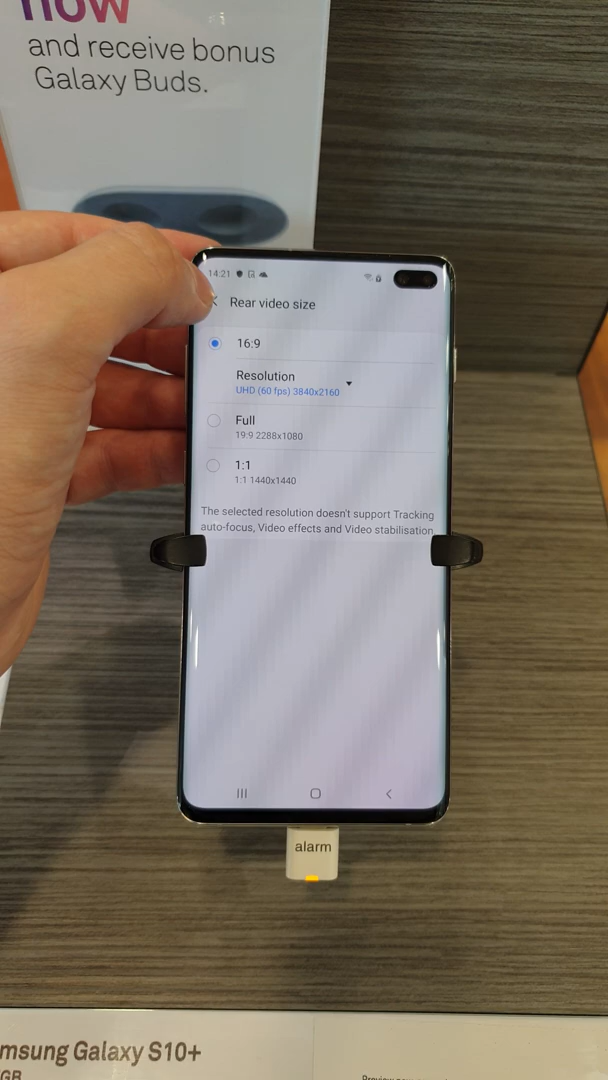 now
and receive bonus
Galaxy Buds.
14:21
Rear video size
16:9
Resolution
UHD (60 fps) 3840x2160
Full
19:9 2288x1080
1:1
1:1 1440x1440
The selected resolution doesn't support Tracking
auto-focus, Video effects and Video stabilisation.
alarm
msung Galaxy S10+
GB